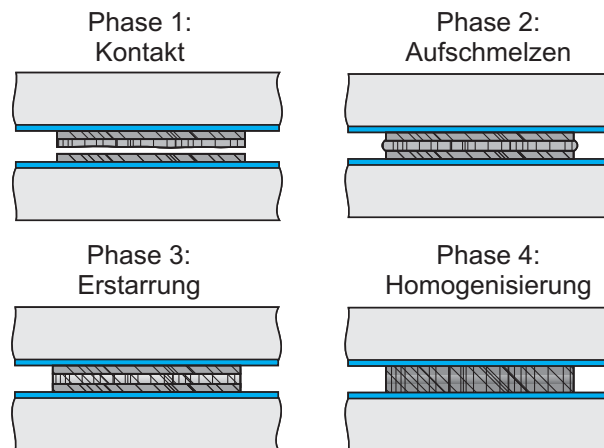 Phase 1:
Kontakt
Phase 2:
Aufschmelzen
Phase 3:
Erstarrung
Phase 4:
Homogenisierung